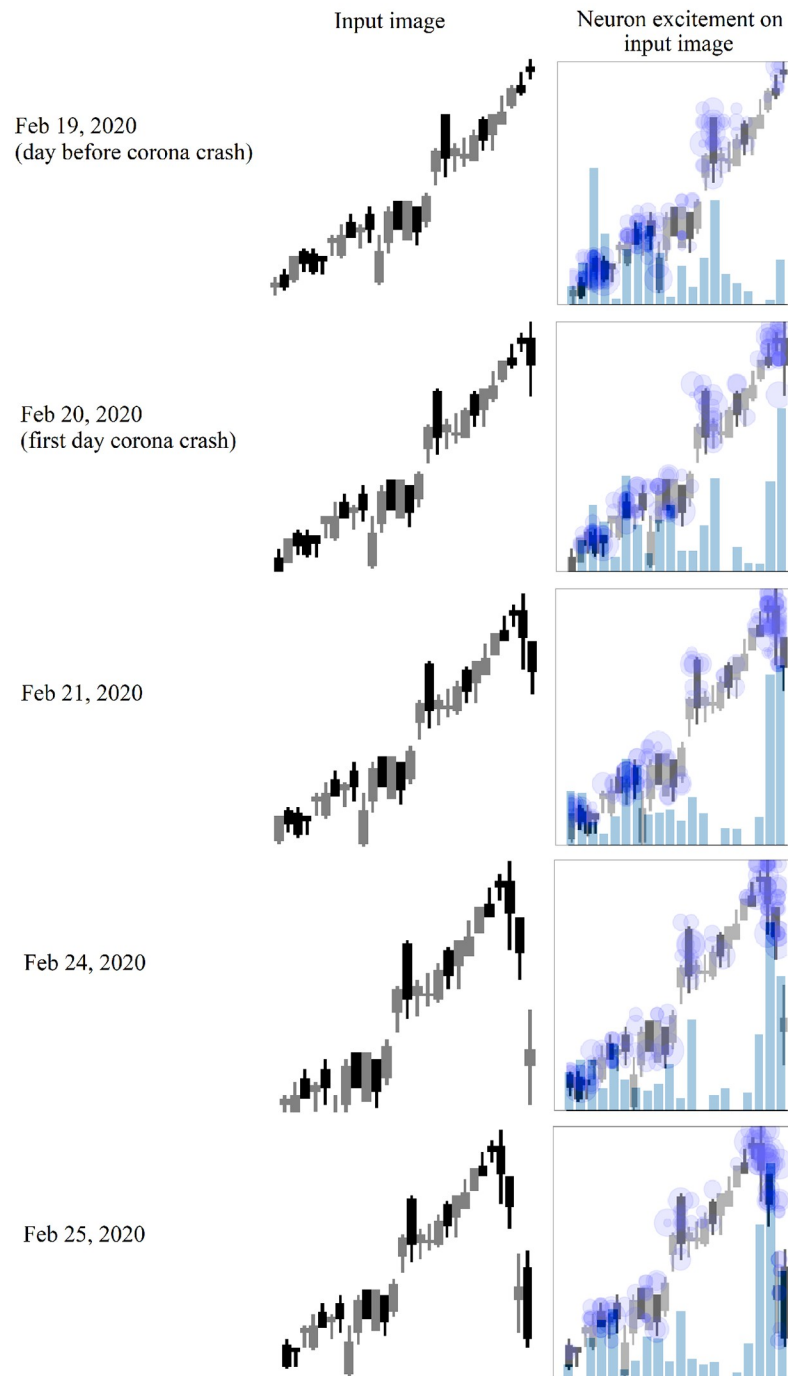 Input image
Neuron excitement on
input image
Feb 19, 2020
(day before corona crash)
Feb 20, 2020
(first day corona crash)
Feb 21, 2020
Feb 24, 2020
Feb 25, 2020